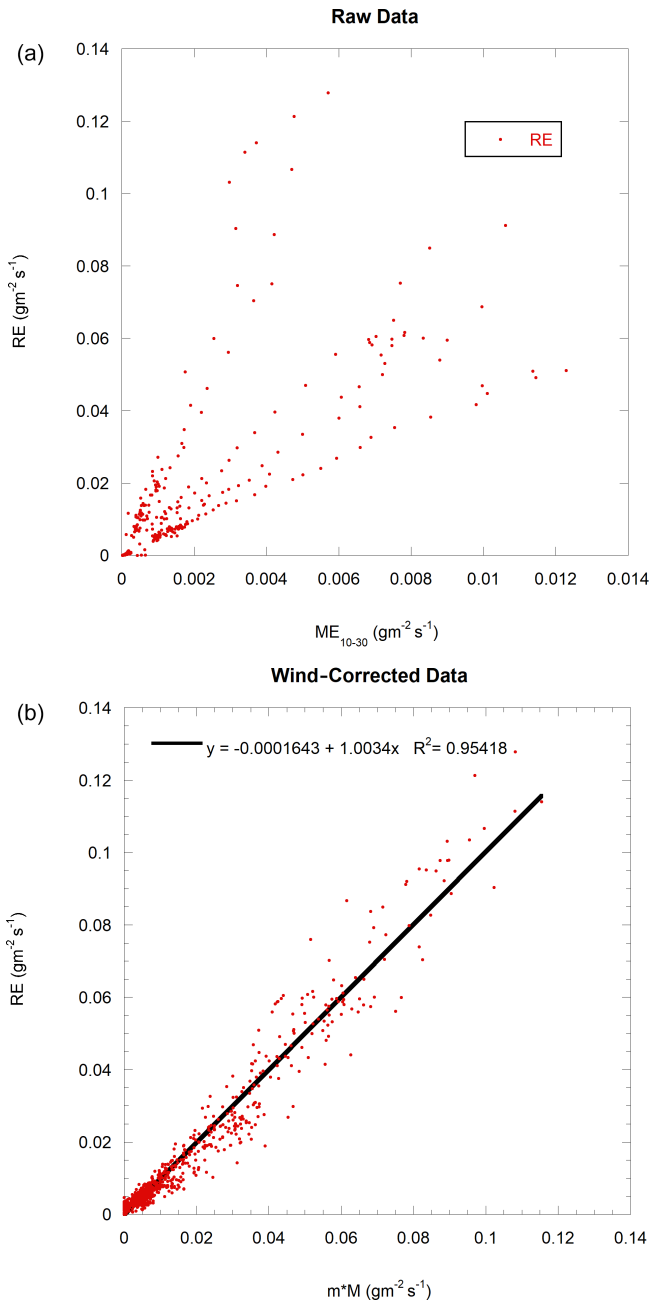 Raw Data
(a)
0.14
0.12
0.1
0.08
0.06
0.04
0.02
0
RE
RE (gm⁻² s⁻¹)
0 0.002 0.004 0.006 0.008 0.01 0.012 0.014
ME₁₀₋₃₀ (gm⁻² s⁻¹)
Wind-Corrected Data
(b)
0.14
0.12
0.1
0.08
0.06
0.04
0.02
0
y = -0.0001643 + 1.0034x R²= 0.95418
RE (gm⁻² s⁻¹)
0 0.02 0.04 0.06 0.08 0.1 0.12 0.14
m*M (gm⁻² s⁻¹)